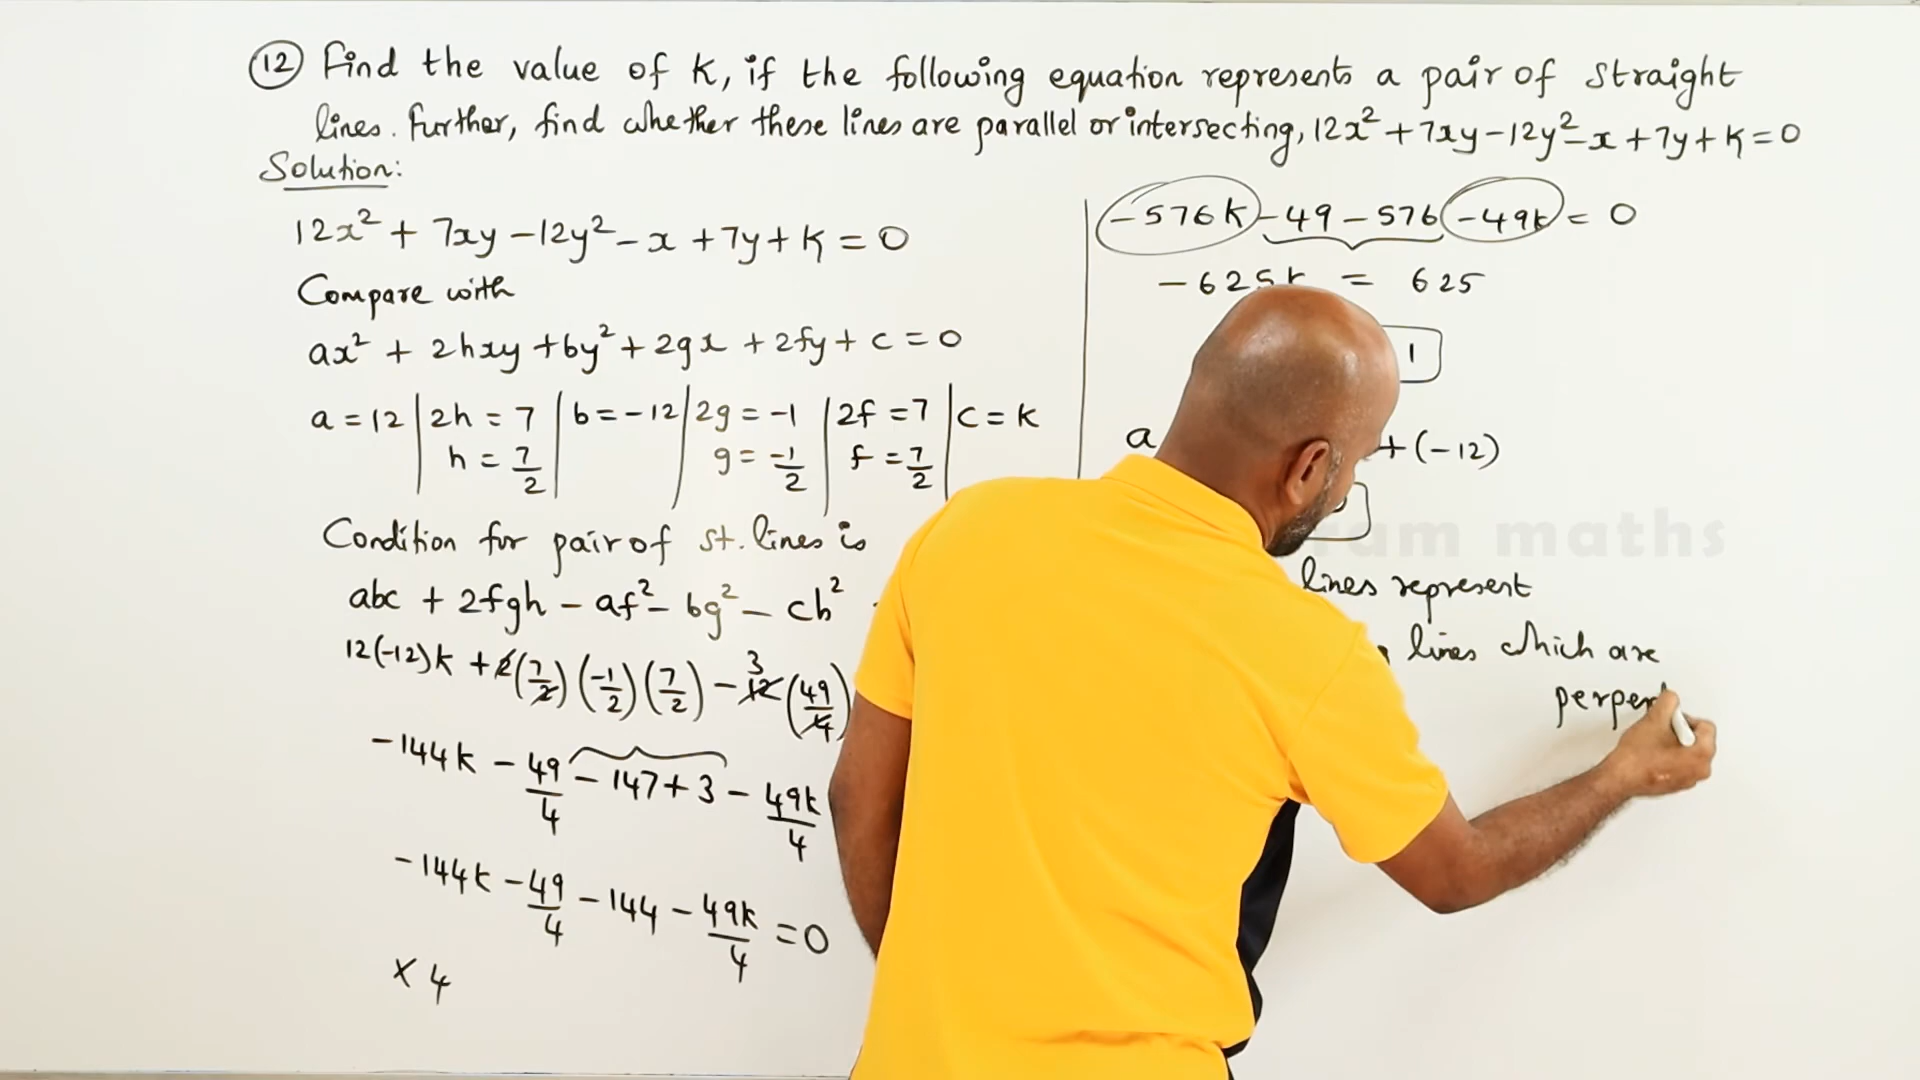 12 Find the value of k, if the following equation represents a pair of straight
lines. Further, find whether these lines are parallel or intersecting, 12x² + 7xy - 12y² - x + 7y + k = 0
Solution:
12x² + 7xy - 12y² - x + 7y + k = 0
Compare with
ax² + 2hxy + by² + 2gx + 2fy + c = 0
a = 12 | 2h = 7 | b = -12 | 2g = -1 | 2f = 7 | c = k
h = 7/2 | g = -1/2 | f = 7/2
Condition for pair of st. lines is
abc + 2fgh - af² - bg² - ch²
12(-12)k + 2(7/2)(-1/2)(7/2) - 12 3 (49/4)
-144k - 49/4 - 147 + 3 - 49k/4
-144k - 49/4 - 144 - 49k/4 = 0
× 4
-576k - 49 - 576 - 49k = 0
-625k = 625
1
a + (-12)
ram maths
lines represent
lines which are
perpen